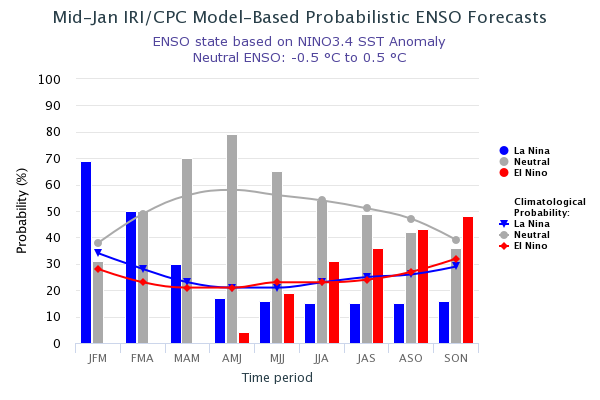 Mid-Jan IRI/CPC Model-Based Probabilistic ENSO Forecasts
ENSO state based on NINO3.4 SST Anomaly
Neutral ENSO: -0.5 °C to 0.5 °C
Probability (%)
100
90
80
70
60
50
40
30
20
10
0
JFM FMA MAM AMJ MJJ JJA JAS ASO SON
Time period
La Nina
Neutral
El Nino
Climatological
Probability:
La Nina
Neutral
El Nino